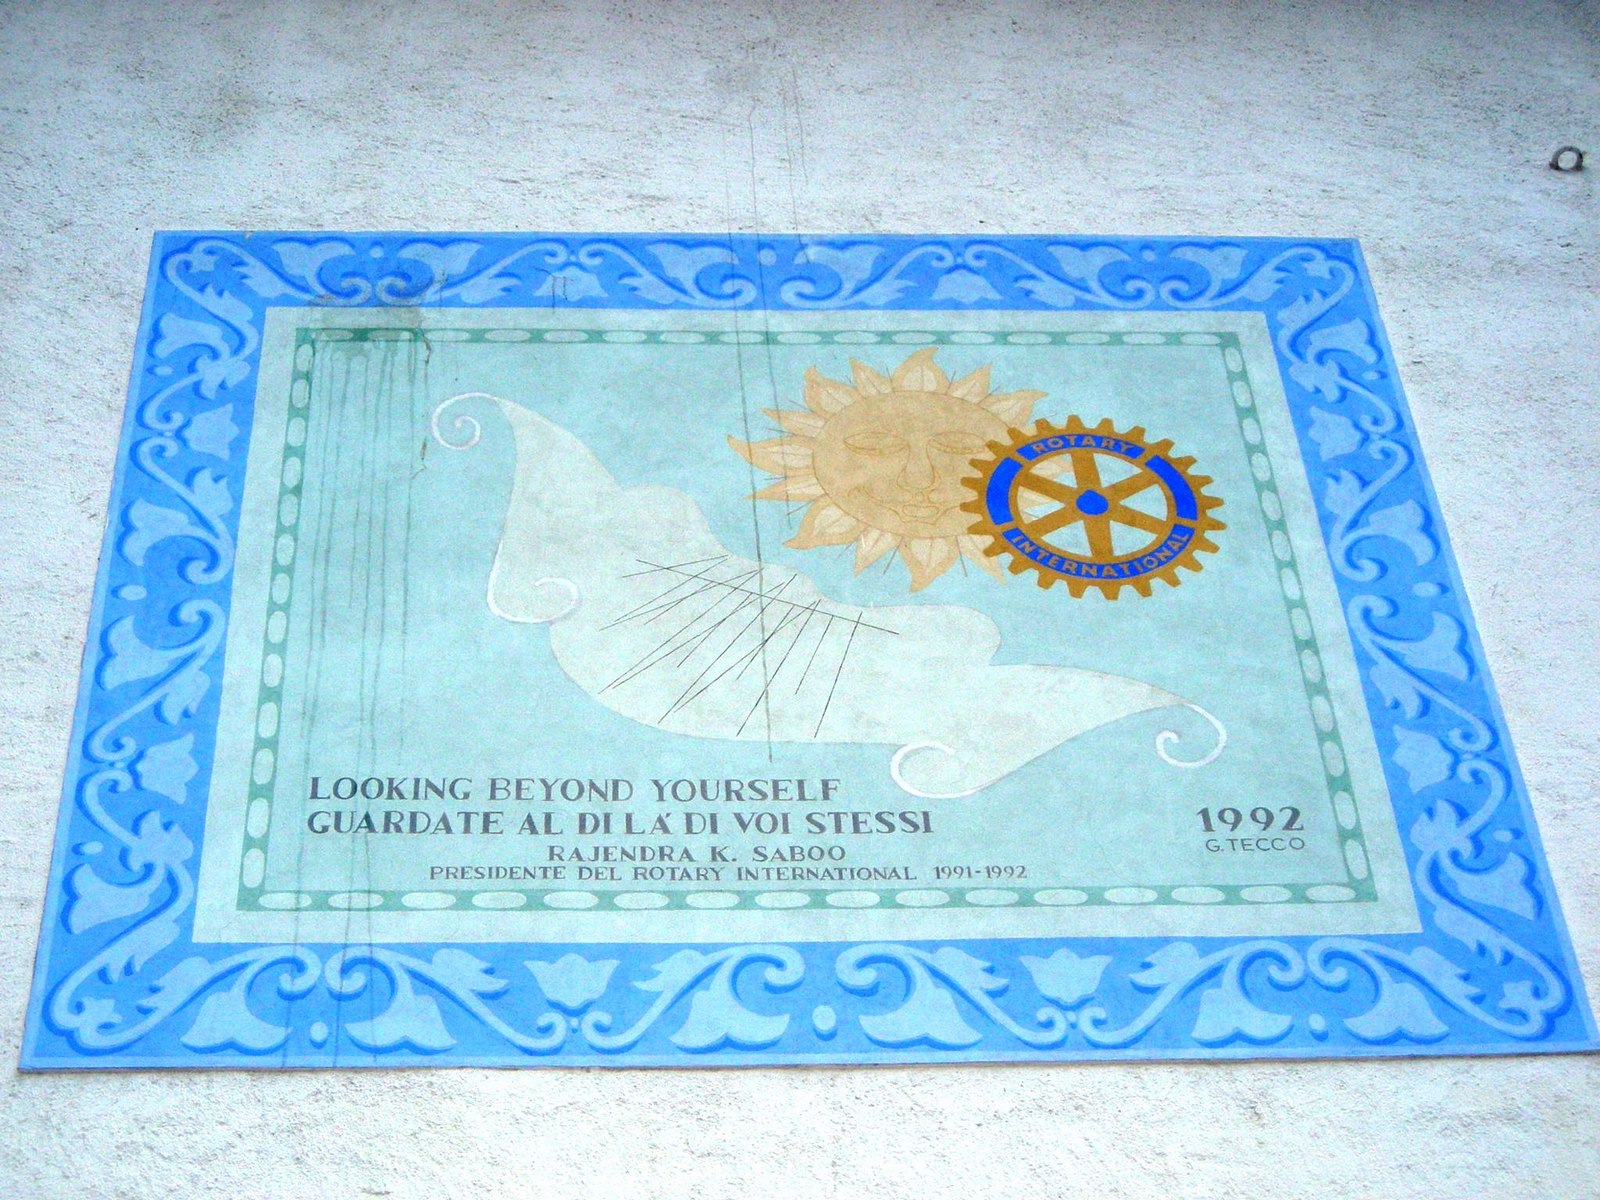 ROTARY
INTERNATIONAL
LOOKING BEYOND YOURSELF
GUARDATE AL DI LÁ DI VOI STESSI
RAJENDRA K. SABOO
PRESIDENTE DEL ROTARY INTERNATIONAL 1991-1992
1992
G. TECCO